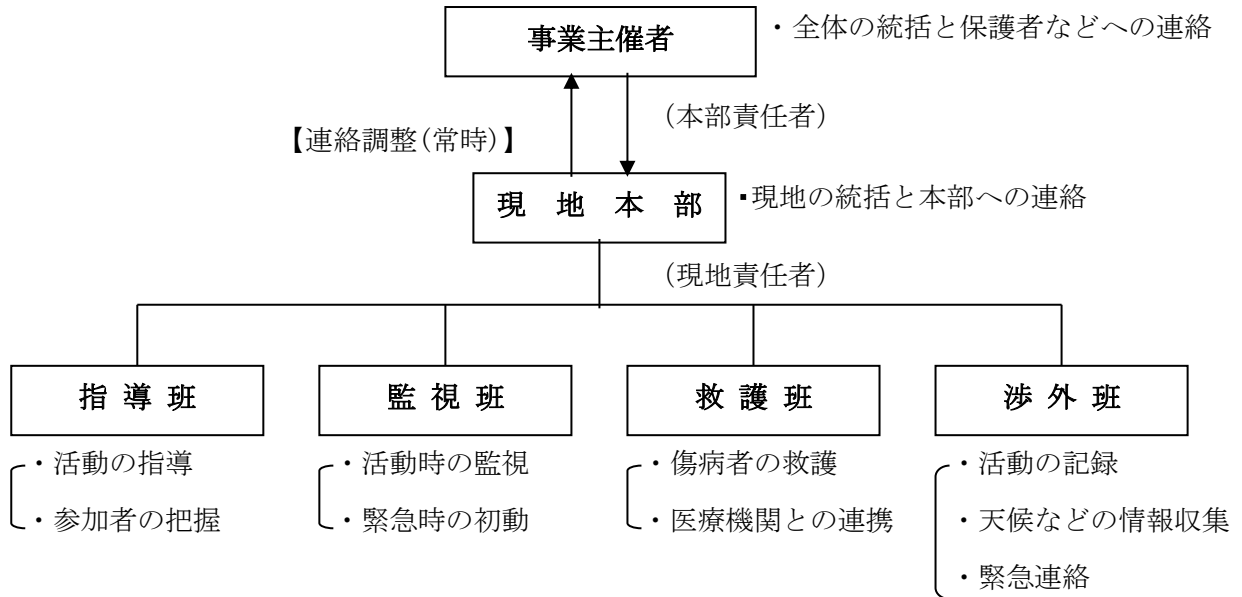 事業主催者
・全体の統括と保護者などへの連絡
(本部責任者)
【連絡調整(常時)】
現 地 本 部
▪現地の統括と本部への連絡
(現地責任者)
指 導 班
・活動の指導
・参加者の把握
監 視 班
・活動時の監視
・緊急時の初動
救 護 班
・傷病者の救護
・医療機関との連携
渉 外 班
・活動の記録
・天候などの情報収集
・緊急連絡